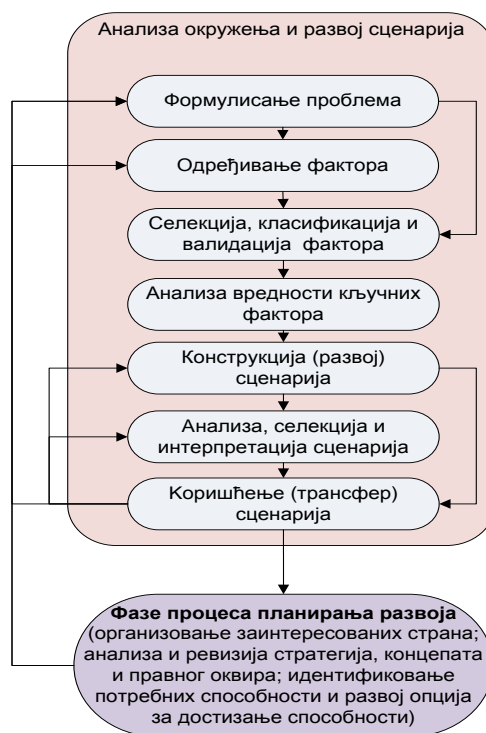 Анализа окружења и развој сценарија
Формулисање проблема
Одређивање фактора
Селекција, класификација и
валидација фактора
Анализа вредности кључних
фактора
Конструкција (развој)
сценарија
Анализа, селекција и
интерпретација сценарија
Коришћење (трансфер)
сценарија
Фазе процеса планирања развоја
(организовање заинтересованих страна;
анализа и ревизија стратегија, концепата
и правног оквира; идентификовање
потребних способности и развој опција
за достизање способности)